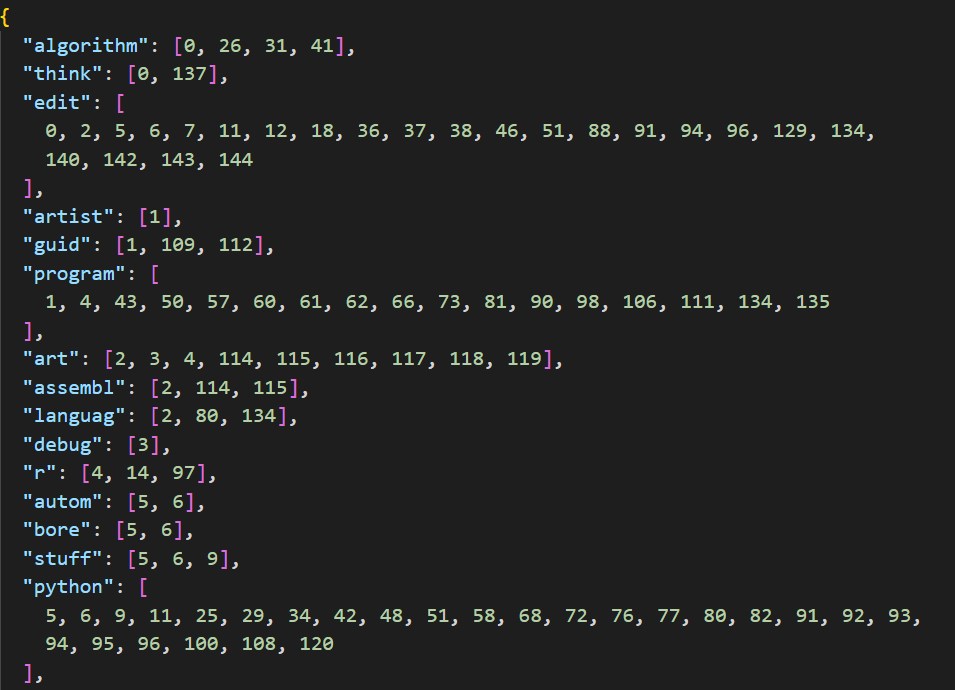 {
"algorithm": [0, 26, 31, 41],
"think": [0, 137],
"edit": [
0, 2, 5, 6, 7, 11, 12, 18, 36, 37, 38, 46, 51, 88, 91, 94, 96, 129, 134,
140, 142, 143, 144
],
"artist": [1],
"guid": [1, 109, 112],
"program": [
1, 4, 43, 50, 57, 60, 61, 62, 66, 73, 81, 90, 98, 106, 111, 134, 135
],
"art": [2, 3, 4, 114, 115, 116, 117, 118, 119],
"assembl": [2, 114, 115],
"languag": [2, 80, 134],
"debug": [3],
"r": [4, 14, 97],
"autom": [5, 6],
"bore": [5, 6],
"stuff": [5, 6, 9],
"python": [
5, 6, 9, 11, 25, 29, 34, 42, 48, 51, 58, 68, 72, 76, 77, 80, 82, 91, 92, 93,
94, 95, 96, 100, 108, 120
],